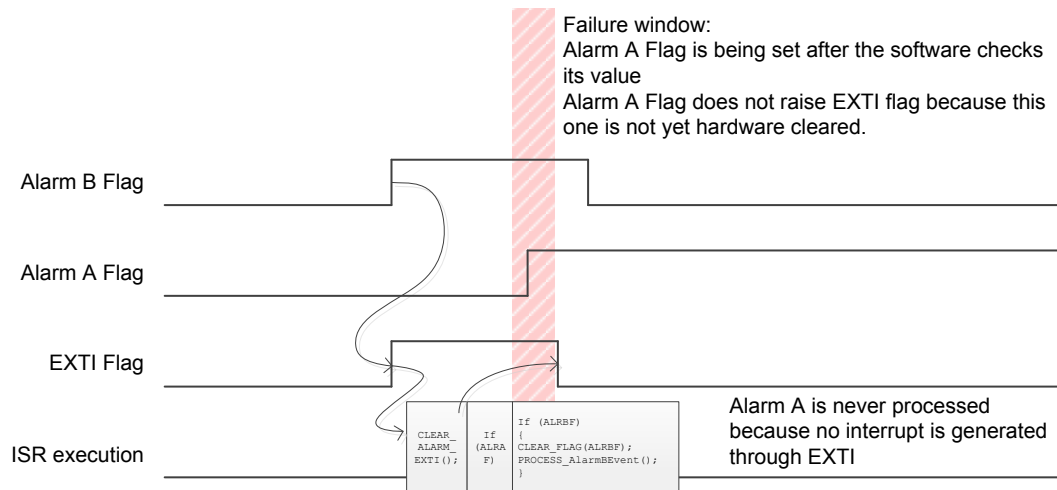 Failure window:
Alarm A Flag is being set after the software checks
its value
Alarm A Flag does not raise EXTI flag because this
one is not yet hardware cleared.
Alarm B Flag
Alarm A Flag
EXTI Flag
ISR execution
CLEAR_
ALARM_
EXTI();
If
(ALRA
F)
If (ALRBF)
{
CLEAR_FLAG(ALRBF);
PROCESS_AlarmBEvent();
}
Alarm A is never processed
because no interrupt is generated
through EXTI